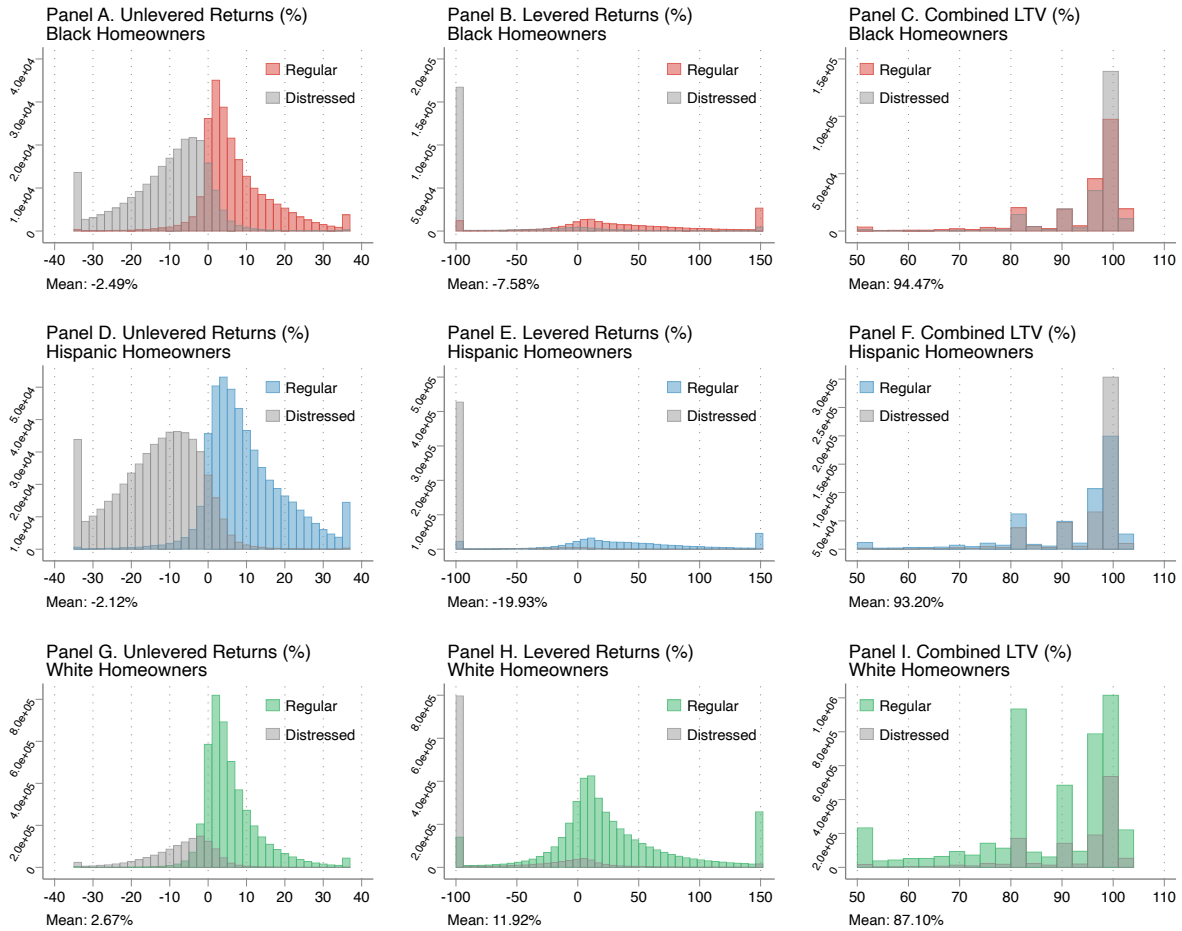 Panel A. Unlevered Returns (%)
Black Homeowners
4.0e+04
3.0e+04
2.0e+04
1.0e+04
0
Regular
Distressed
-40 -30 -20 -10 0 10 20 30 40
Mean: -2.49%
Panel B. Levered Returns (%)
Black Homeowners
2.0e+05
1.5e+05
1.0e+05
5.0e+04
0
Regular
Distressed
-100 -50 0 50 100 150
Mean: -7.58%
Panel C. Combined LTV (%)
Black Homeowners
1.5e+05
1.0e+05
5.0e+04
0
Regular
Distressed
50 60 70 80 90 100 110
Mean: 94.47%
Panel D. Unlevered Returns (%)
Hispanic Homeowners
5.0e+04
4.0e+04
3.0e+04
2.0e+04
1.0e+04
0
Regular
Distressed
-40 -30 -20 -10 0 10 20 30 40
Mean: -2.12%
Panel E. Levered Returns (%)
Hispanic Homeowners
5.0e+05
4.0e+05
3.0e+05
2.0e+05
1.0e+05
0
Regular
Distressed
-100 -50 0 50 100 150
Mean: -19.93%
Panel F. Combined LTV (%)
Hispanic Homeowners
3.0e+05
2.5e+05
2.0e+05
1.5e+05
1.0e+05
5.0e+04
0
Regular
Distressed
50 60 70 80 90 100 110
Mean: 93.20%
Panel G. Unlevered Returns (%)
White Homeowners
8.0e+05
6.0e+05
4.0e+05
2.0e+05
0
Regular
Distressed
-40 -30 -20 -10 0 10 20 30 40
Mean: 2.67%
Panel H. Levered Returns (%)
White Homeowners
8.0e+05
6.0e+05
4.0e+05
2.0e+05
0
Regular
Distressed
-100 -50 0 50 100 150
Mean: 11.92%
Panel I. Combined LTV (%)
White Homeowners
1.0e+06
8.0e+05
6.0e+05
4.0e+05
2.0e+05
0
Regular
Distressed
50 60 70 80 90 100 110
Mean: 87.10%